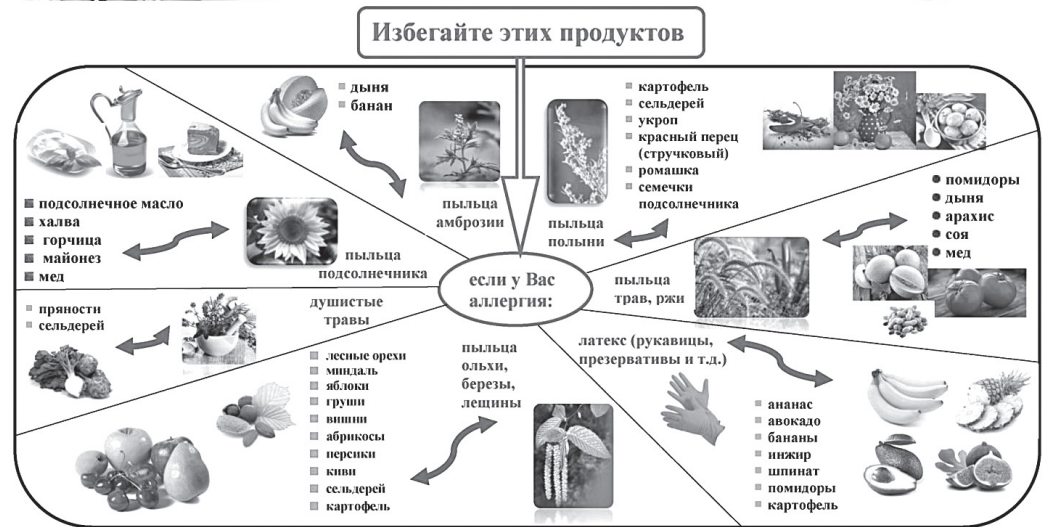 Избегайте этих продуктов
дыня
банан
пыльца
амброзии
картофель
сельдерей
укроп
красный перец
(стручковый)
ромашка
семечки
подсолнечника
пыльца
полыни
помидоры
дыня
арахис
соя
мед
пыльца
трав, ржи
подсолнечное масло
халва
горчица
майонез
мед
пыльца
подсолнечника
если у Вас
аллергия:
пряности
сельдерей
душистые
травы
лесные орехи
миндаль
яблоки
груши
вишни
абрикосы
персики
киви
сельдерей
картофель
пыльца
ольхи,
березы,
лещины
латекс (рукавицы,
презервативы и т.д.)
ананас
авокадо
бананы
инжир
шпинат
помидоры
картофель